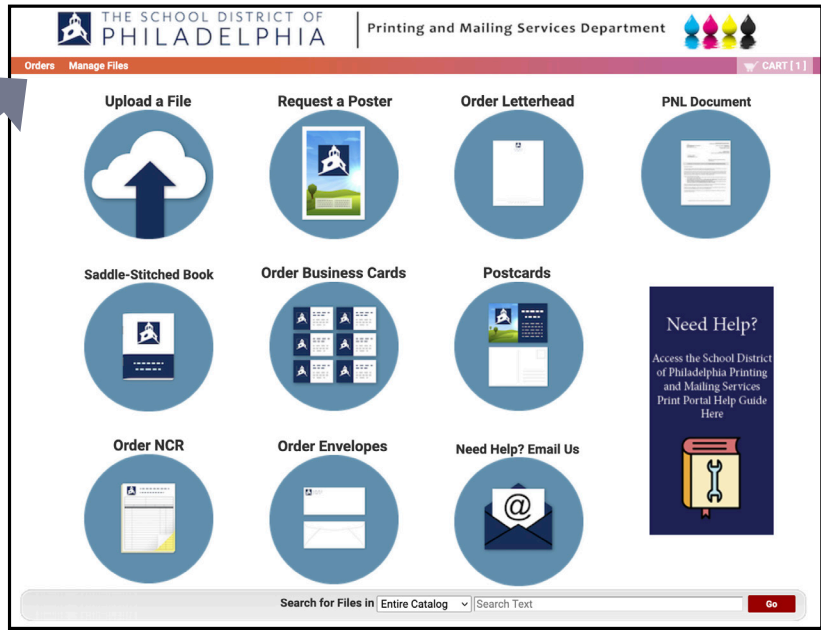 THE SCHOOL DISTRICT OF
PHILADELPHIA
Printing and Mailing Services Department
Orders Manage Files
CART [ 1 ]
Upload a File
Request a Poster
Order Letterhead
PNL Document
Saddle-Stitched Book
Order Business Cards
Postcards
Need Help?
Access the School District
of Philadelphia Printing
and Mailing Services
Print Portal Help Guide
Here
Order NCR
Order Envelopes
Need Help? Email Us
@
Search for Files in Entire Catalog Search Text Go